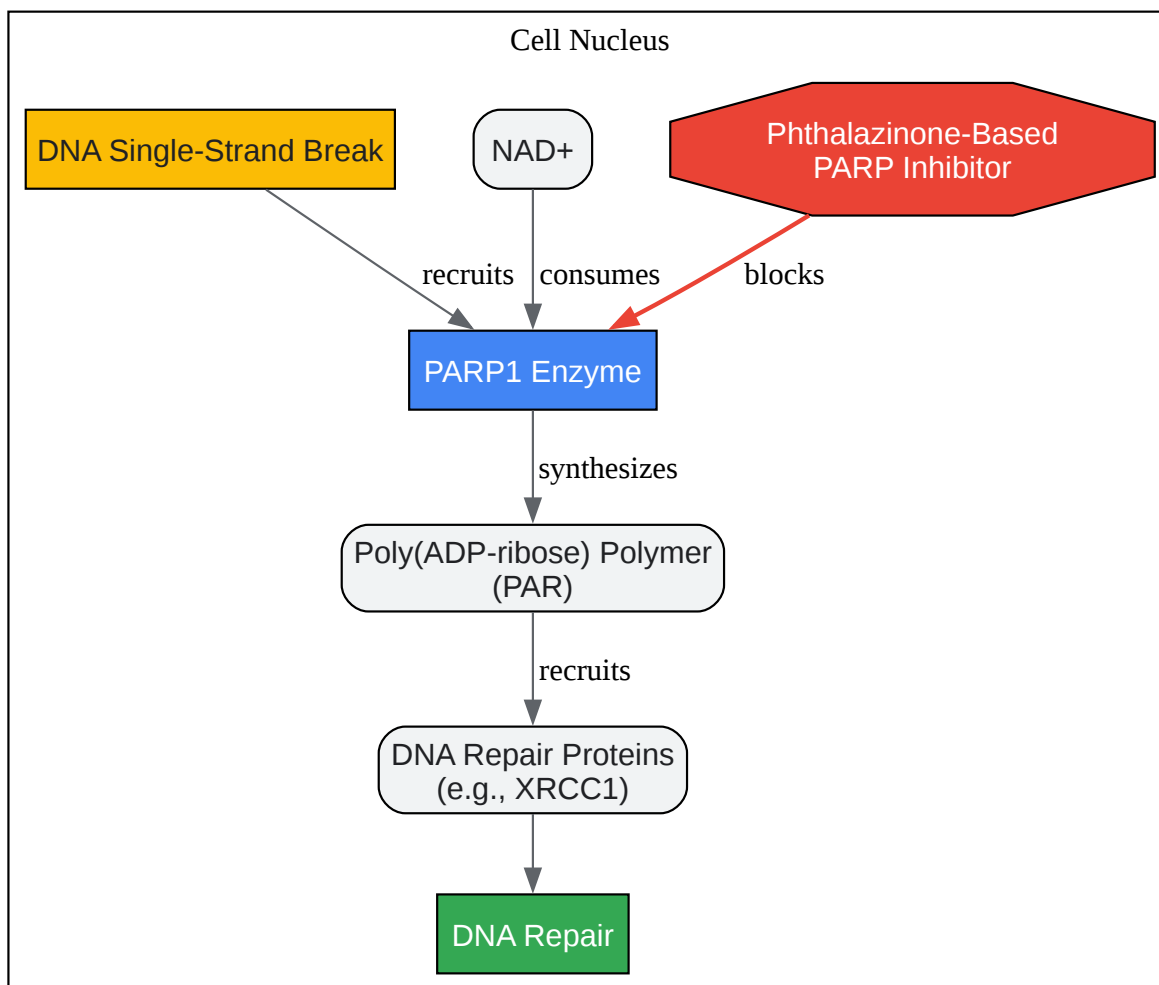 Cell Nucleus
DNA Single-Strand Break
NAD+
Phthalazinone-Based
PARP Inhibitor
recruits
consumes
blocks
PARP1 Enzyme
synthesizes
Poly(ADP-ribose) Polymer
(PAR)
recruits
DNA Repair Proteins
(e.g., XRCC1)
DNA Repair